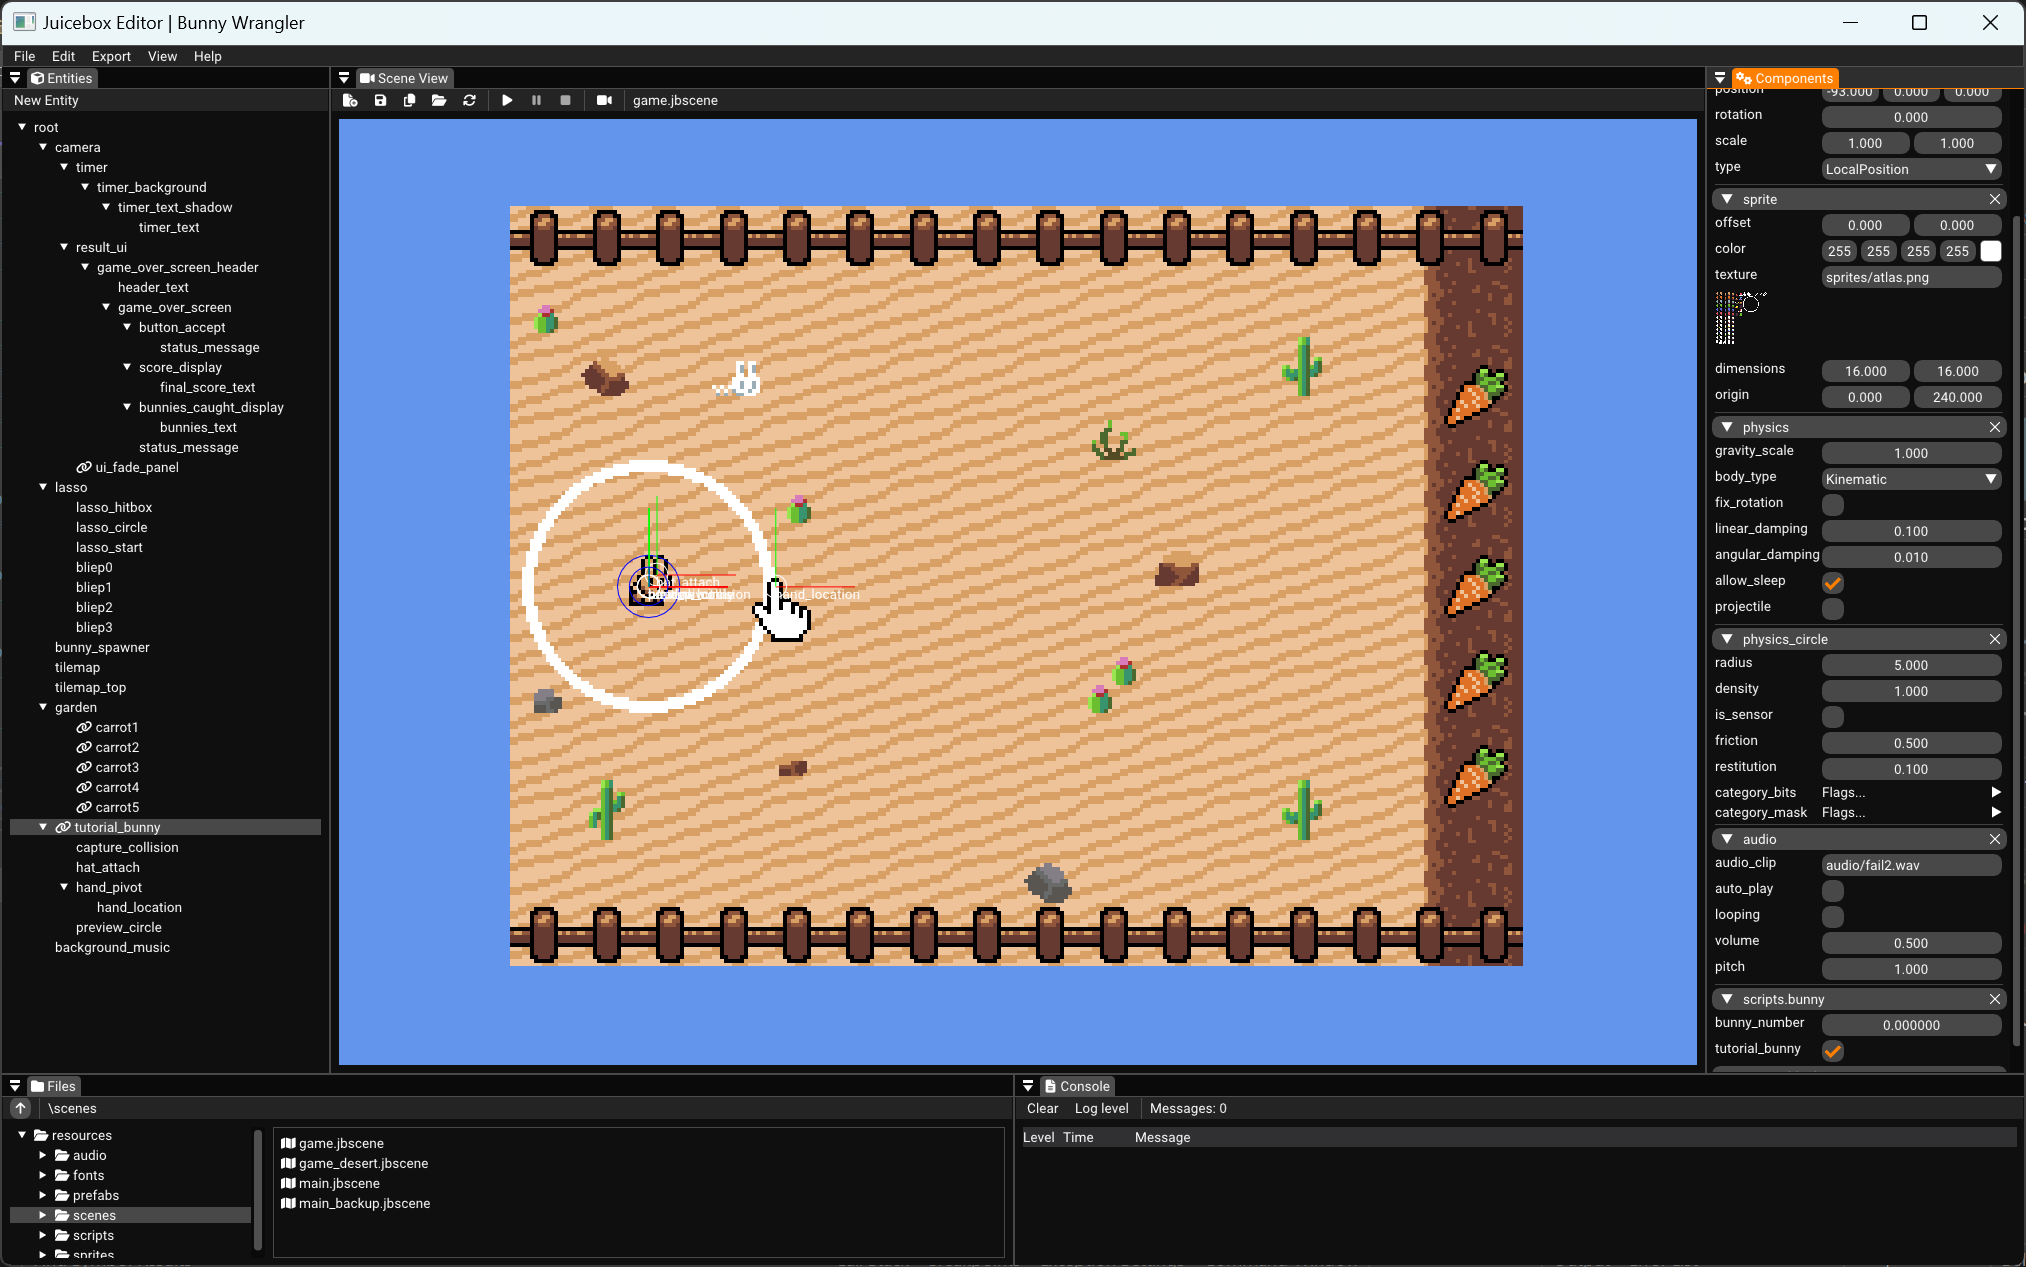 Juicebox Editor | Bunny Wrangler
File Edit Export View Help
Entities
New Entity
root
camera
timer
timer_background
timer_text_shadow
timer_text
result_ui
game_over_screen_header
header_text
game_over_screen
button_accept
status_message
score_display
final_score_text
bunnies_caught_display
bunnies_text
status_message
ui_fade_panel
lasso
lasso_hitbox
lasso_circle
lasso_start
bliep0
bliep1
bliep2
bliep3
bunny_spawner
tilemap
tilemap_top
garden
carrot1
carrot2
carrot3
carrot4
carrot5
tutorial_bunny
capture_collision
hat_attach
hand_pivot
hand_location
preview_circle
background_music
Scene View
game.jbscene
hat_attach
hand_location
Components
position -93.000 0.000 0.000
rotation 0.000
scale 1.000 1.000
type LocalPosition
sprite
offset 0.000 0.000
color 255 255 255 255
texture sprites/atlas.png
dimensions 16.000 16.000
origin 0.000 240.000
physics
gravity_scale 1.000
body_type Kinematic
fix_rotation
linear_damping 0.100
angular_damping 0.010
allow_sleep
projectile
physics_circle
radius 5.000
density 1.000
is_sensor
friction 0.500
restitution 0.100
category_bits Flags...
category_mask Flags...
audio
audio_clip audio/fail2.wav
auto_play
looping
volume 0.500
pitch 1.000
scripts.bunny
bunny_number 0.000000
tutorial_bunny
Files
\scenes
resources
audio
fonts
prefabs
scenes
scripts
sprites
game.jbscene
game_desert.jbscene
main.jbscene
main_backup.jbscene
Console
Clear Log level Messages: 0
Level Time Message